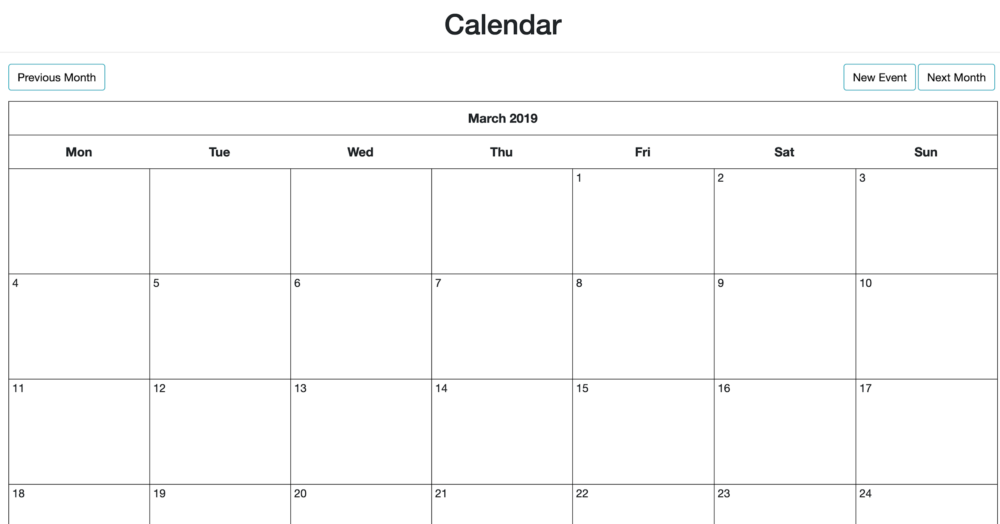 Calendar
Previous Month New Event Next Month
March 2019
Mon Tue Wed Thu Fri Sat Sun
1 2 3
4 5 6 7 8 9 10
11 12 13 14 15 16 17
18 19 20 21 22 23 24